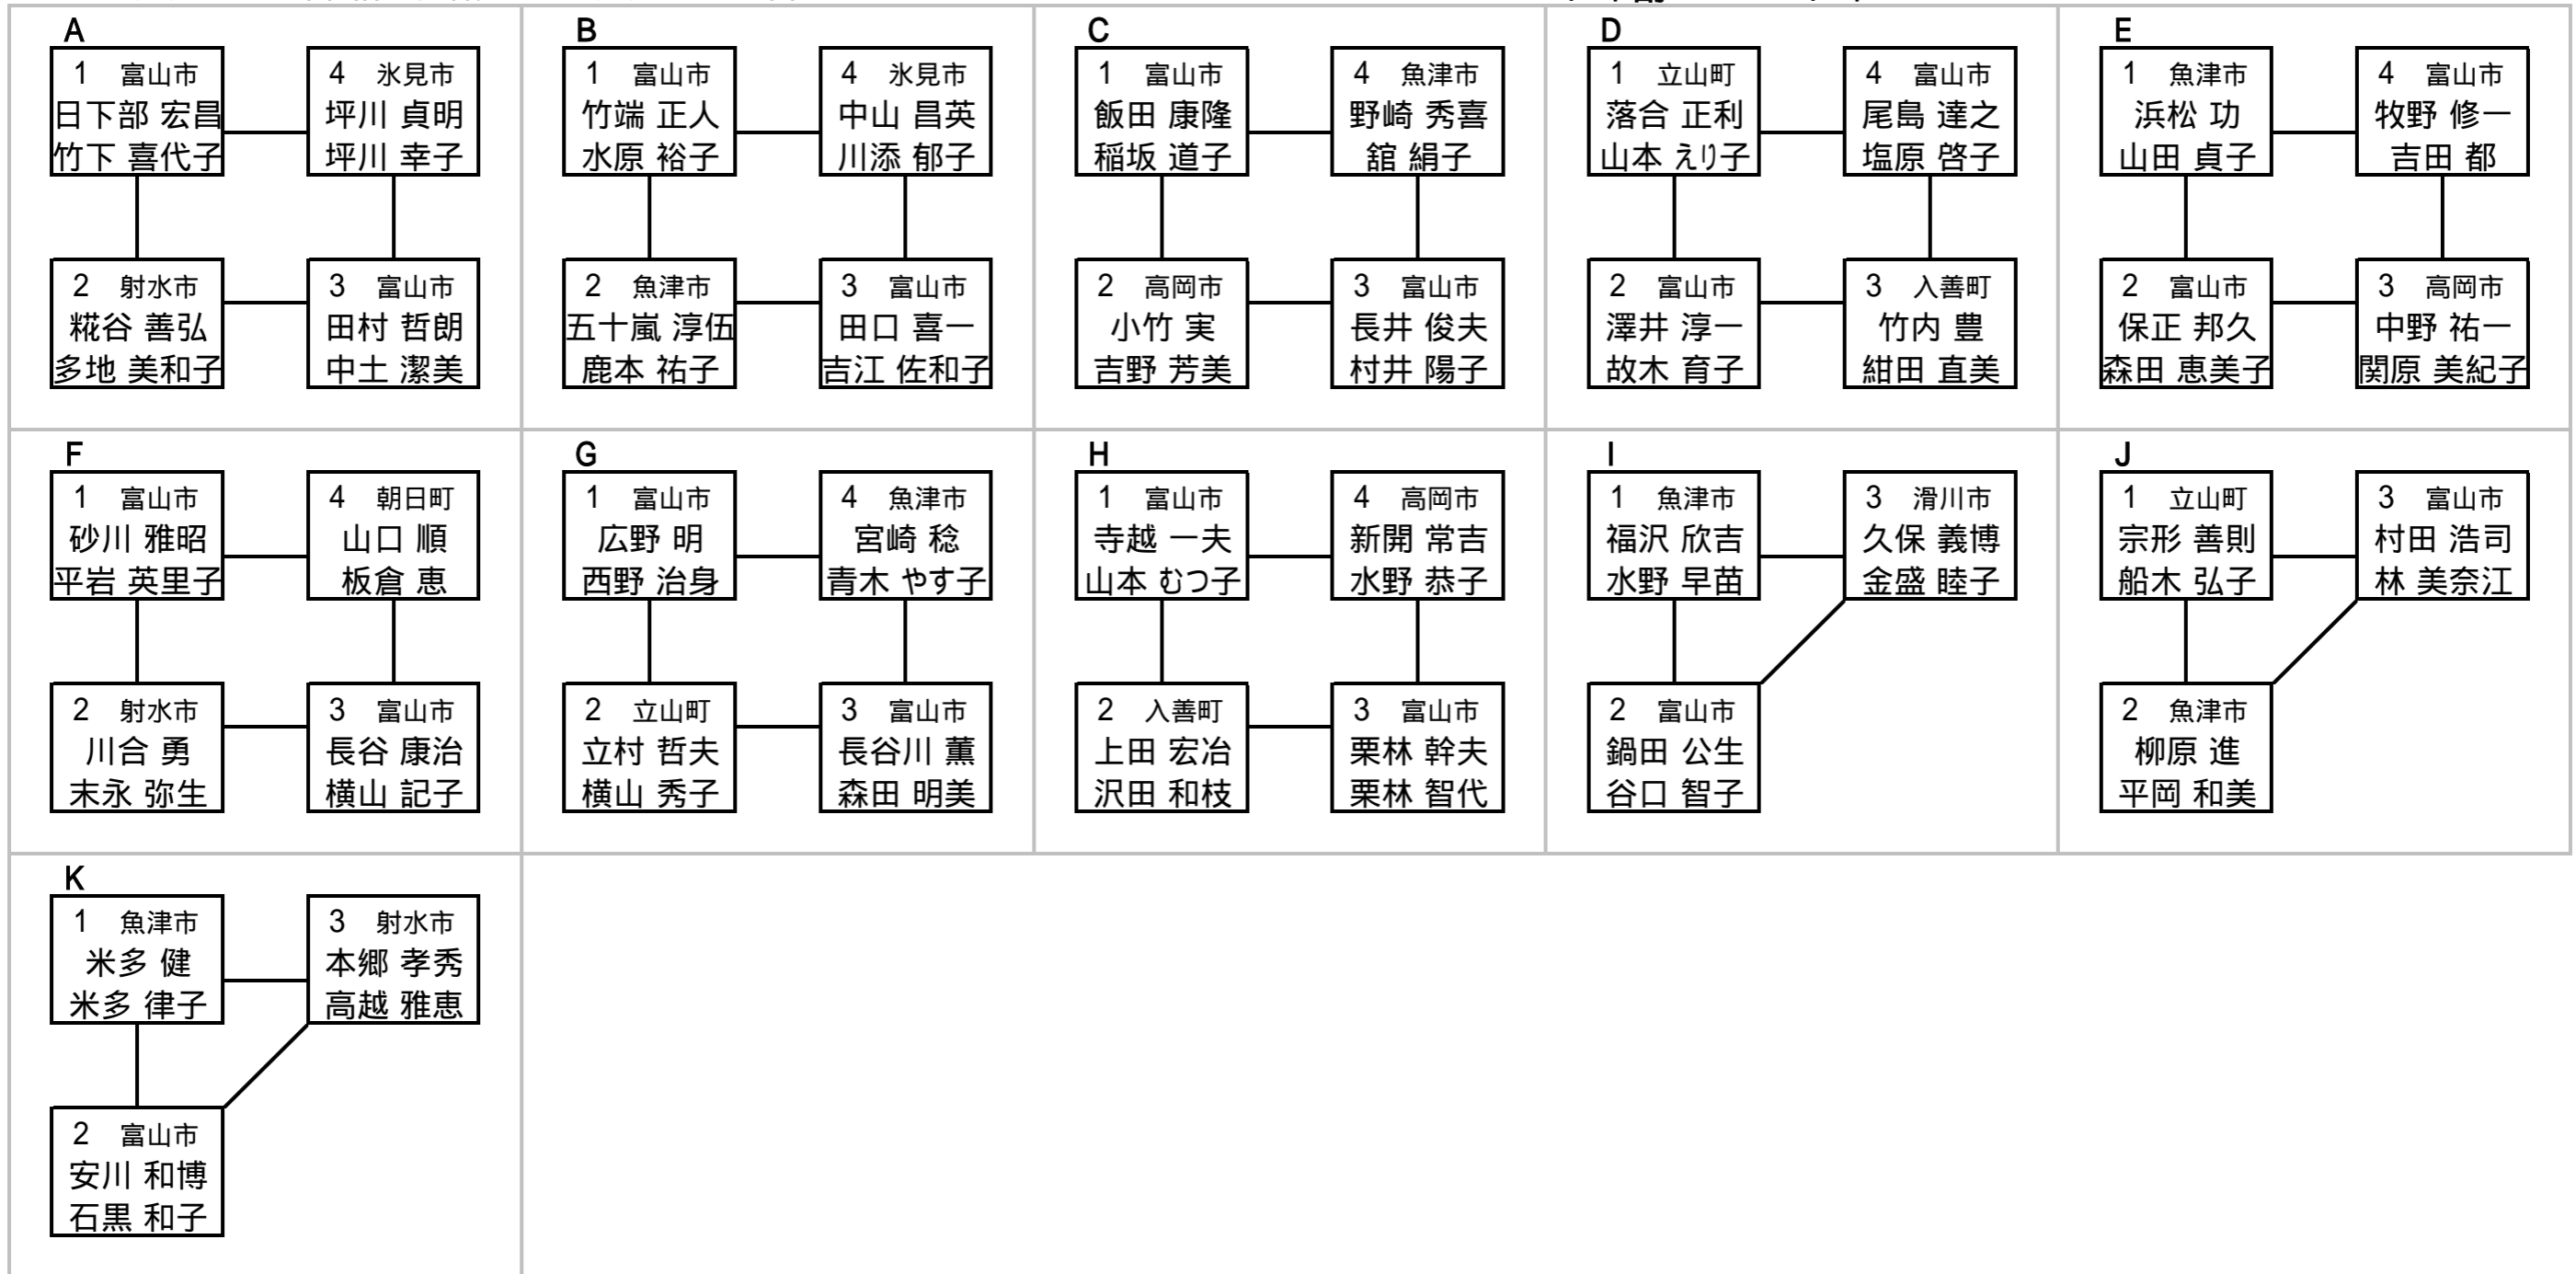 A
1 富山市
日下部 宏昌
竹下 喜代子
4 氷見市
坪川 貞明
坪川 幸子
2 射水市
糀谷 善弘
多地 美和子
3 富山市
田村 哲朗
中土 潔美
B
1 富山市
竹端 正人
水原 裕子
4 氷見市
中山 昌英
川添 郁子
2 魚津市
五十嵐 淳伍
鹿本 祐子
3 富山市
田口 喜一
吉江 佐和子
C
1 富山市
飯田 康隆
稲坂 道子
4 魚津市
野崎 秀喜
舘 絹子
2 高岡市
小竹 実
吉野 芳美
3 富山市
長井 俊夫
村井 陽子
D
1 立山町
落合 正利
山本 えり子
4 富山市
尾島 達之
塩原 啓子
2 富山市
澤井 淳一
故木 育子
3 入善町
竹内 豊
紺田 直美
E
1 魚津市
浜松 功
山田 貞子
4 富山市
牧野 修一
吉田 都
2 富山市
保正 邦久
森田 恵美子
3 高岡市
中野 祐一
関原 美紀子
F
1 富山市
砂川 雅昭
平岩 英里子
4 朝日町
山口 順
板倉 恵
2 射水市
川合 勇
末永 弥生
3 富山市
長谷 康治
横山 記子
G
1 富山市
広野 明
西野 治身
4 魚津市
宮崎 稔
青木 やす子
2 立山町
立村 哲夫
横山 秀子
3 富山市
長谷川 薫
森田 明美
H
1 富山市
寺越 一夫
山本 むつ子
4 高岡市
新開 常吉
水野 恭子
2 入善町
上田 宏冶
沢田 和枝
3 富山市
栗林 幹夫
栗林 智代
I
1 魚津市
福沢 欣吉
水野 早苗
3 滑川市
久保 義博
金盛 睦子
2 富山市
鍋田 公生
谷口 智子
J
1 立山町
宗形 善則
船木 弘子
3 富山市
村田 浩司
林 美奈江
2 魚津市
柳原 進
平岡 和美
K
1 魚津市
米多 健
米多 律子
3 射水市
本郷 孝秀
高越 雅恵
2 富山市
安川 和博
石黒 和子